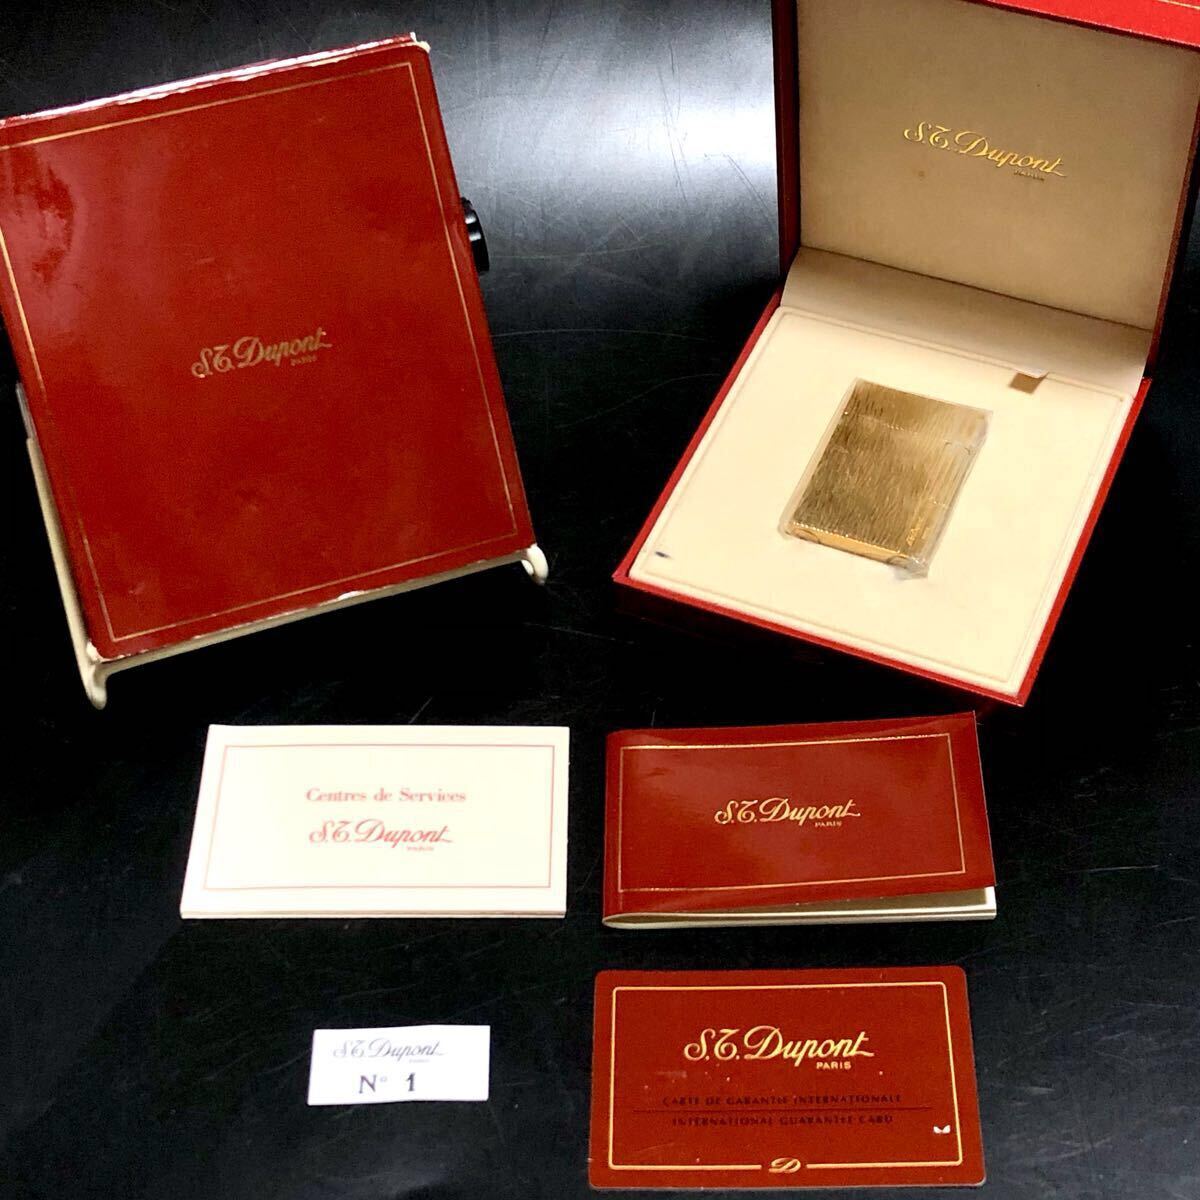 S.T. Dupont
PARIS
S.T. Dupont
PARIS
Centres de Services
S.T. Dupont
PARIS
S.T. Dupont
PARIS
S.T. Dupont
PARIS
N° 1
S.T. Dupont
PARIS
CARTE DE GARANTIE INTERNATIONALE
INTERNATIONAL GUARANTEE CARD
D